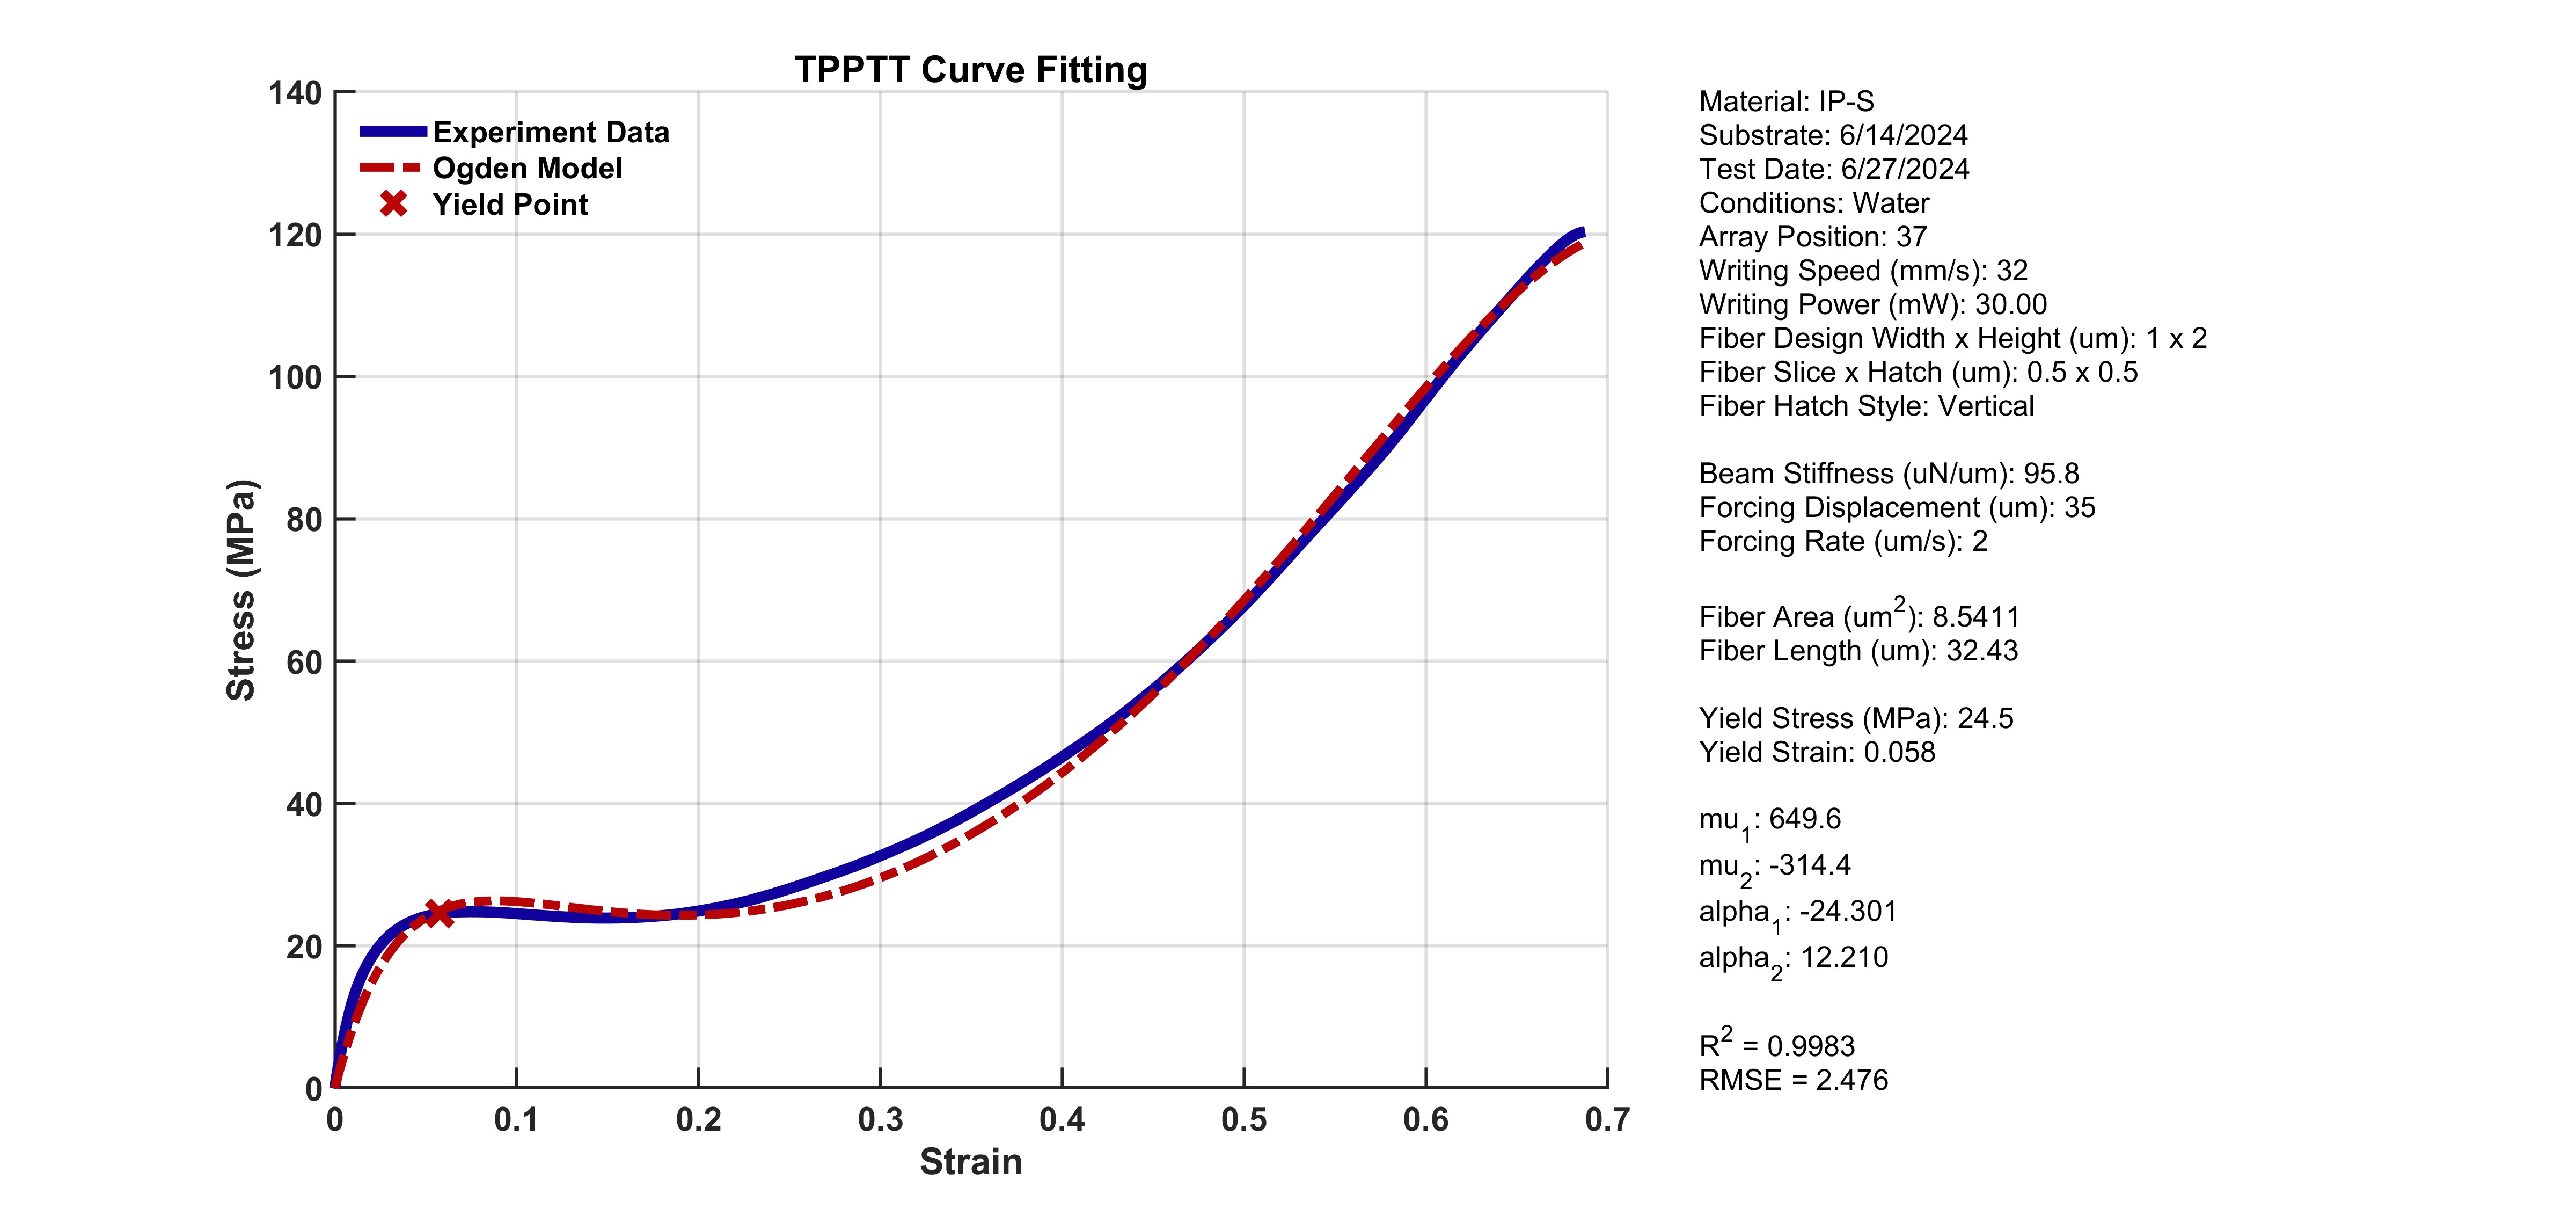 TPPTT Curve Fitting
140
120
100
80
60
40
20
0
Stress (MPa)
Experiment Data
Ogden Model
Yield Point
0 0.1 0.2 0.3 0.4 0.5 0.6 0.7
Strain
Material: IP-S
Substrate: 6/14/2024
Test Date: 6/27/2024
Conditions: Water
Array Position: 37
Writing Speed (mm/s): 32
Writing Power (mW): 30.00
Fiber Design Width x Height (um): 1 x 2
Fiber Slice x Hatch (um): 0.5 x 0.5
Fiber Hatch Style: Vertical
Beam Stiffness (uN/um): 95.8
Forcing Displacement (um): 35
Forcing Rate (um/s): 2
Fiber Area (um²): 8.5411
Fiber Length (um): 32.43
Yield Stress (MPa): 24.5
Yield Strain: 0.058
mu₁: 649.6
mu₂: -314.4
alpha₁: -24.301
alpha₂: 12.210
R² = 0.9983
RMSE = 2.476